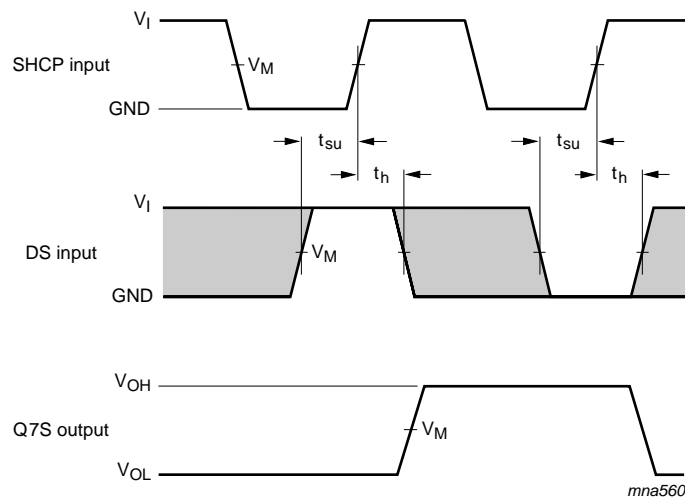 V_I
SHCP input
V_M
GND
t_su
t_su
t_h
t_h
V_I
DS input
V_M
GND
V_OH
Q7S output
V_M
V_OL
mna560